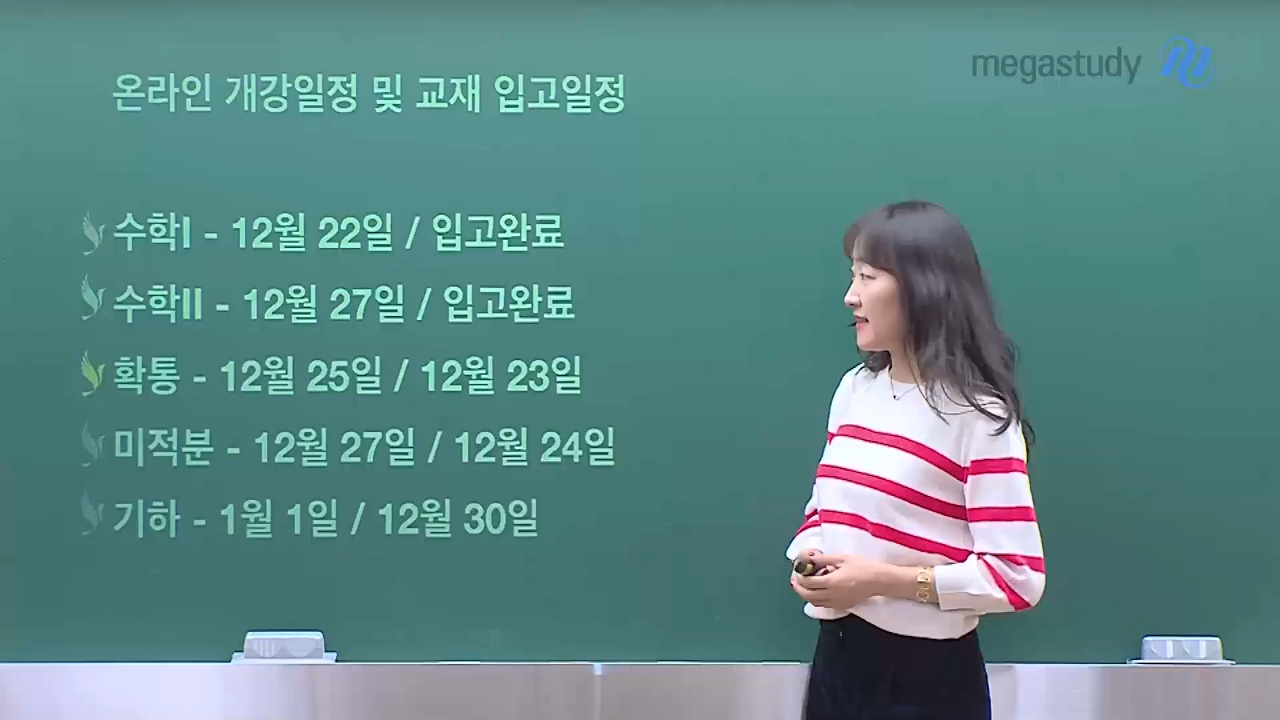 megastudy
온라인 개강일정 및 교재 입고일정
수학I - 12월 22일 / 입고완료
수학II - 12월 27일 / 입고완료
확통 - 12월 25일 / 12월 23일
미적분 - 12월 27일 / 12월 24일
기하 - 1월 1일 / 12월 30일